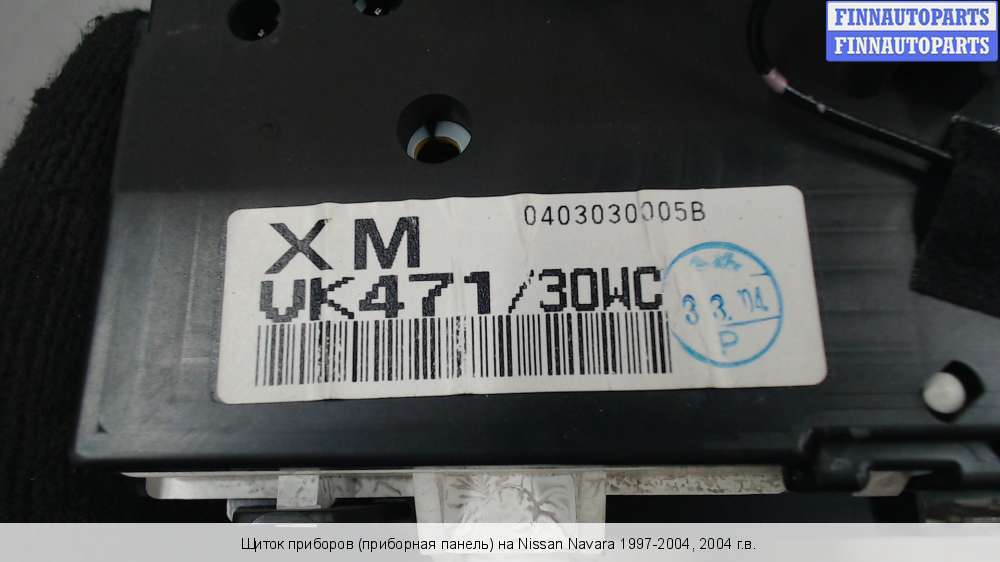 FINNAUTOPARTS
FINNAUTOPARTS
0403030005B
XM
VK471/30WC
3 3.'04
P
Щиток приборов (приборная панель) на Nissan Navara 1997-2004, 2004 г.в.